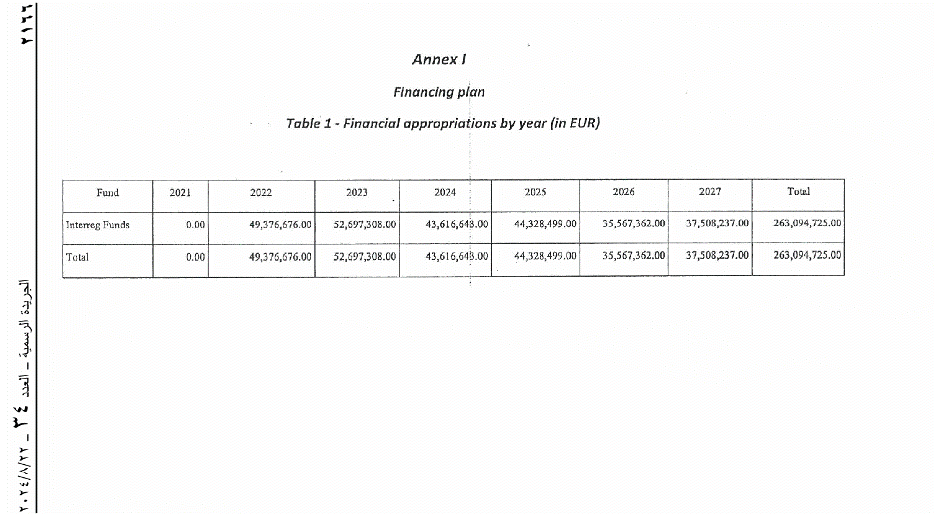 ٢١٦٦
Annex I
Financing plan
Table 1 - Financial appropriations by year (in EUR)
Fund 2021 2022 2023 2024 2025 2026 2027 Total
Interreg Funds 0.00 49,376,676.00 52,697,308.00 43,616,643.00 44,328,499.00 35,567,362.00 37,508,237.00 263,094,725.00
Total 0.00 49,376,676.00 52,697,308.00 43,616,643.00 44,328,499.00 35,567,362.00 37,508,237.00 263,094,725.00
الجريدة الرسمية – العدد ٣٤ – ٢٠٢٤/٨/٢٢